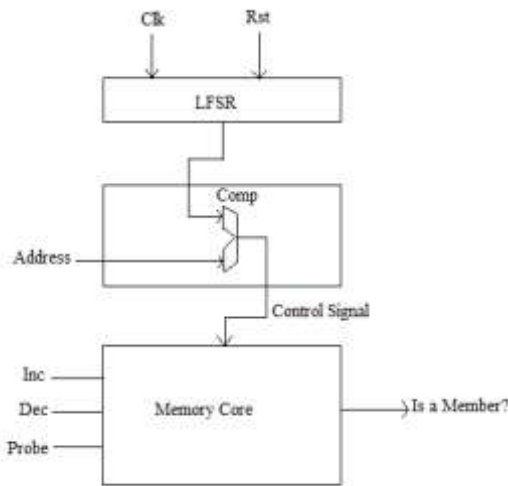 Clk Rst
LFSR
Comp
Address
Control Signal
Inc
Dec
Probe
Memory Core
Is a Member?